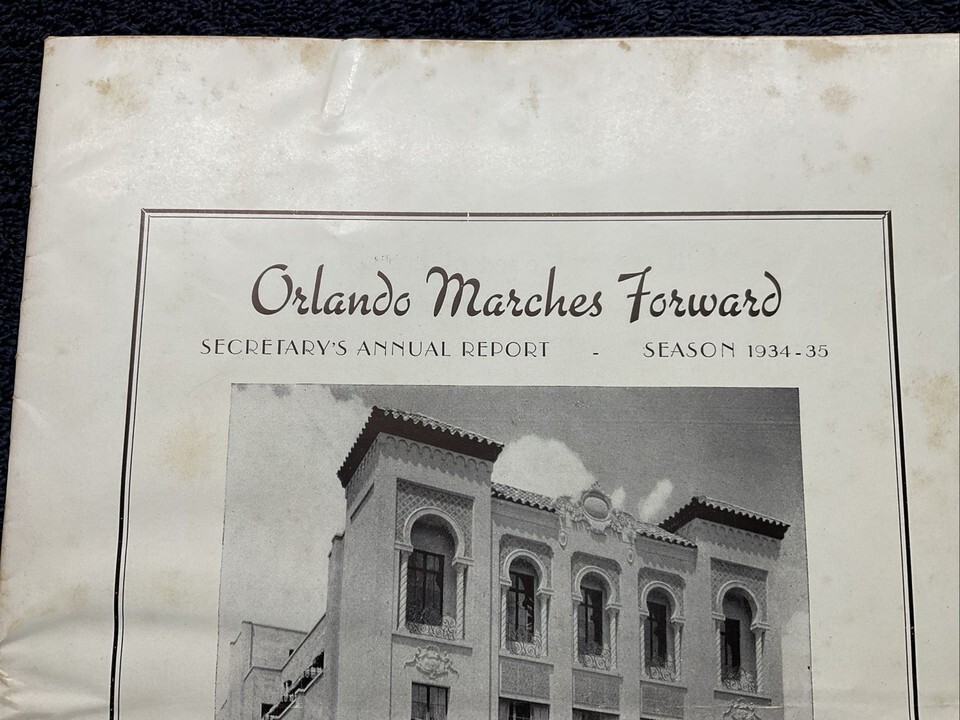 Orlando Marches Forward
SECRETARY'S ANNUAL REPORT - SEASON 1934-35